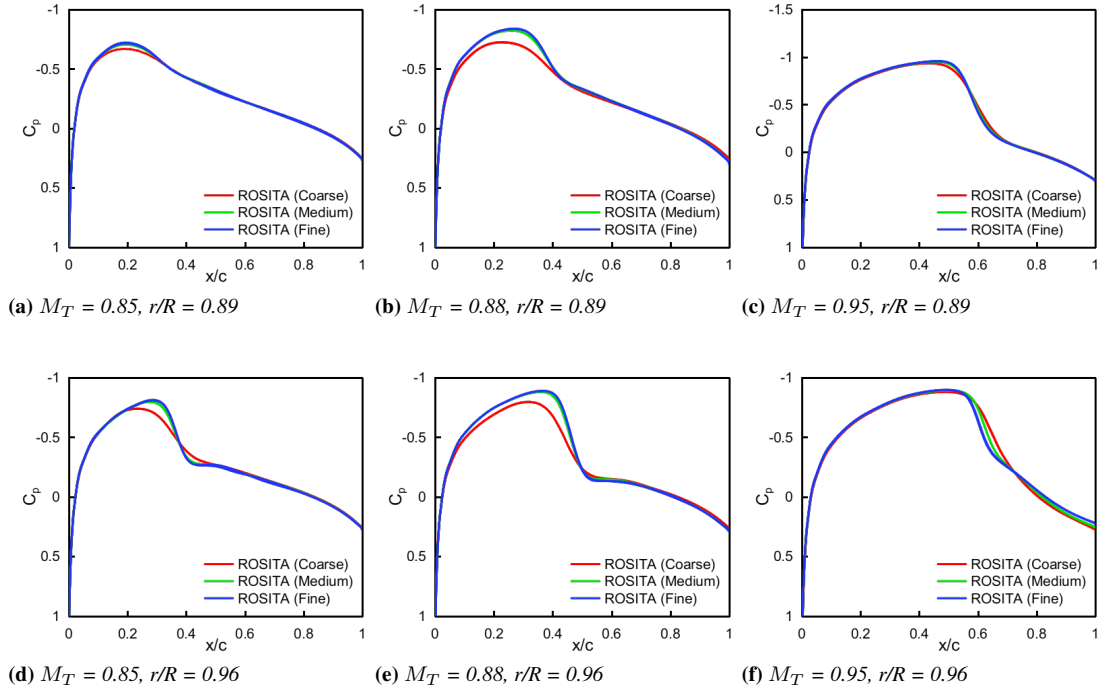 -1
-0.5
0
0.5
1
C_p
0 0.2 0.4 0.6 0.8 1
x/c
ROSITA (Coarse)
ROSITA (Medium)
ROSITA (Fine)
(a) M_T = 0.85, r/R = 0.89
-1
-0.5
0
0.5
1
C_p
0 0.2 0.4 0.6 0.8 1
x/c
ROSITA (Coarse)
ROSITA (Medium)
ROSITA (Fine)
(b) M_T = 0.88, r/R = 0.89
-1.5
-1
-0.5
0
0.5
1
C_p
0 0.2 0.4 0.6 0.8 1
x/c
ROSITA (Coarse)
ROSITA (Medium)
ROSITA (Fine)
(c) M_T = 0.95, r/R = 0.89
-1
-0.5
0
0.5
1
C_p
0 0.2 0.4 0.6 0.8 1
x/c
ROSITA (Coarse)
ROSITA (Medium)
ROSITA (Fine)
(d) M_T = 0.85, r/R = 0.96
-1
-0.5
0
0.5
1
C_p
0 0.2 0.4 0.6 0.8 1
x/c
ROSITA (Coarse)
ROSITA (Medium)
ROSITA (Fine)
(e) M_T = 0.88, r/R = 0.96
-1
-0.5
0
0.5
1
C_p
0 0.2 0.4 0.6 0.8 1
x/c
ROSITA (Coarse)
ROSITA (Medium)
ROSITA (Fine)
(f) M_T = 0.95, r/R = 0.96